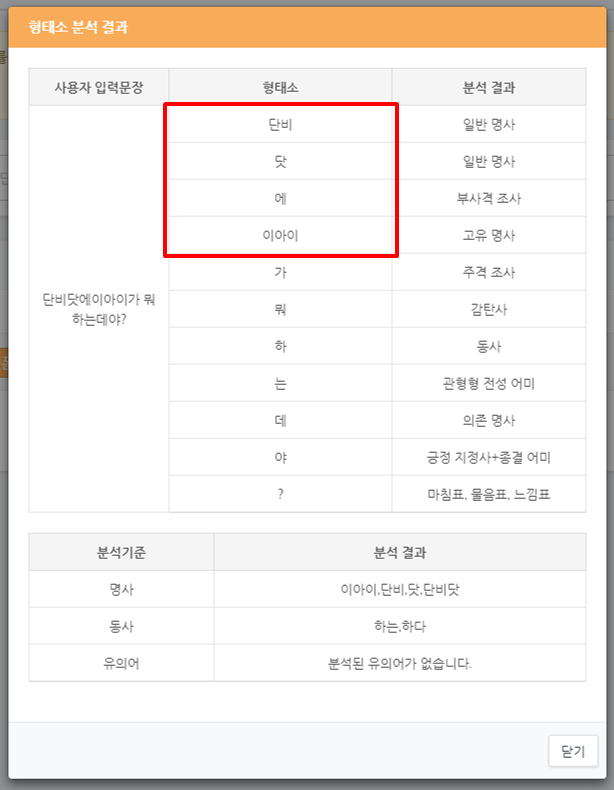 형태소 분석 결과
사용자 입력문장 형태소 분석 결과
단비 일반 명사
닷 일반 명사
에 부사격 조사
이아이 고유 명사
가 주격 조사
단비닷에이아이가 뭐
하는데야?
뭐 감탄사
하 동사
는 관형형 전성 어미
데 의존 명사
야 긍정 지정사+종결 어미
? 마침표, 물음표, 느낌표
분석기준 분석 결과
명사 이아이,단비,닷,단비닷
동사 하는,하다
유의어 분석된 유의어가 없습니다.
닫기